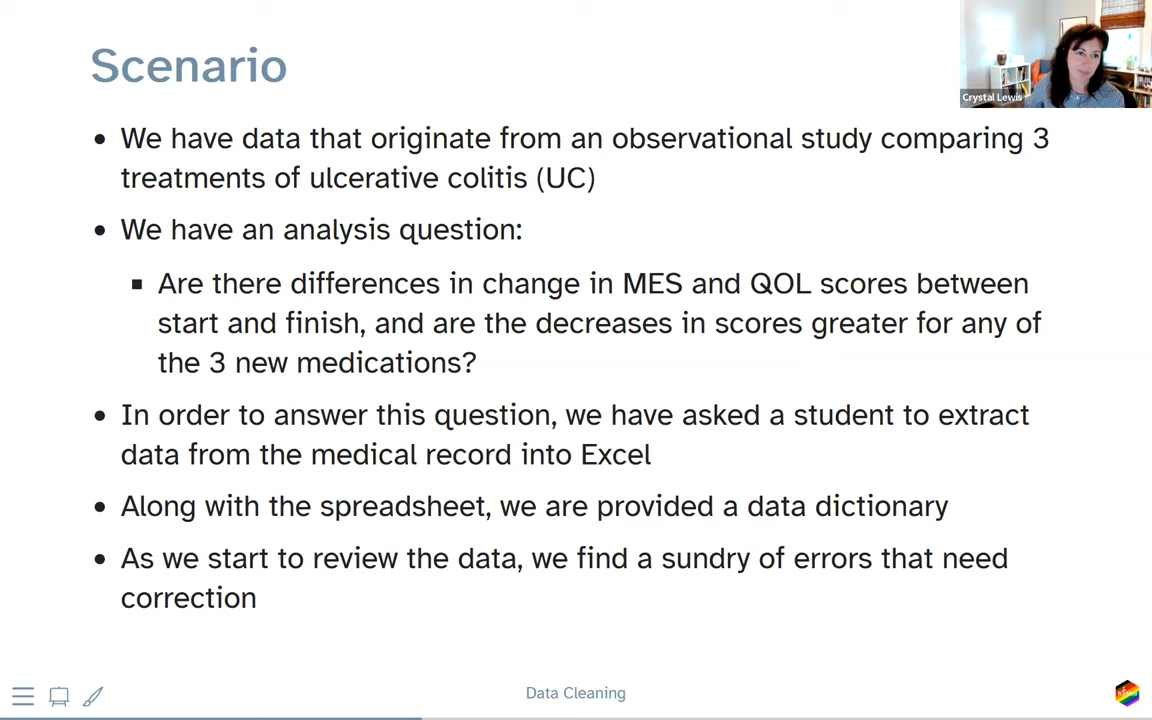 Scenario
Crystal Lewis
• We have data that originate from an observational study comparing 3
treatments of ulcerative colitis (UC)
• We have an analysis question:
▪ Are there differences in change in MES and QOL scores between
start and finish, and are the decreases in scores greater for any of
the 3 new medications?
• In order to answer this question, we have asked a student to extract
data from the medical record into Excel
• Along with the spreadsheet, we are provided a data dictionary
• As we start to review the data, we find a sundry of errors that need
correction
Data Cleaning